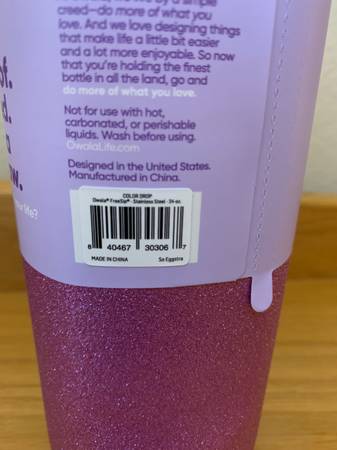 creed—do more of what you
love. And we love designing things
that make life a little bit easier
and a lot more enjoyable. So now
that you're holding the finest
bottle in all the land, go and
do more of what you love.
Not for use with hot,
carbonated, or perishable
liquids. Wash before using.
OwalaLife.com
Designed in the United States.
Manufactured in China.
life?
COLOR DROP
Owala® FreeSip® - Stainless Steel - 24 oz
8 40467 30306 7
MADE IN CHINA
So Eggstra